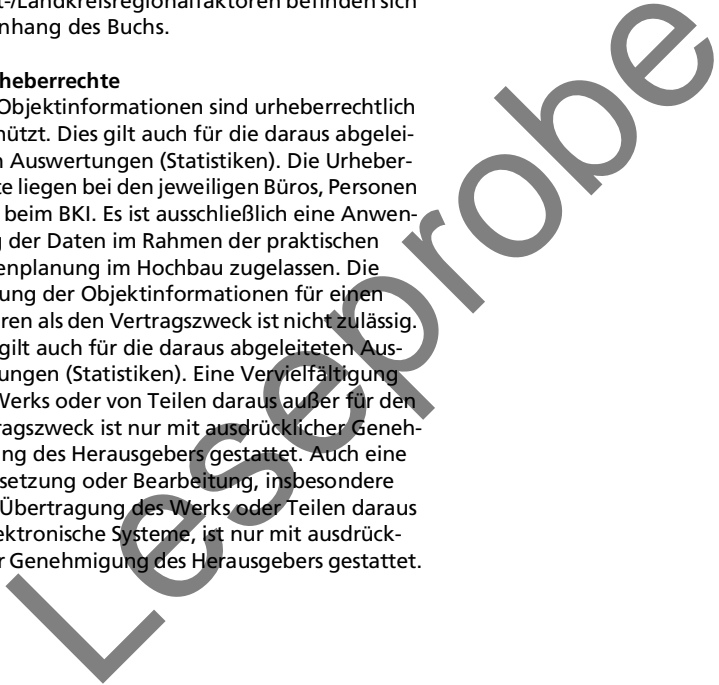 t-/Landkreisregionalfaktoren befinden sich
nhang des Buchs.
heberrechte
Objektinformationen sind urheberrechtlich
nützt. Dies gilt auch für die daraus abgelei-
n Auswertungen (Statistiken). Die Urheber-
te liegen bei den jeweiligen Büros, Personen
beim BKI. Es ist ausschließlich eine Anwen-
g der Daten im Rahmen der praktischen
enplanung im Hochbau zugelassen. Die
ung der Objektinformationen für einen
ren als den Vertragszweck ist nicht zulässig.
gilt auch für die daraus abgeleiteten Aus-
ungen (Statistiken). Eine Vervielfältigung
Werks oder von Teilen daraus außer für den
ragszweck ist nur mit ausdrücklicher Geneh-
ng des Herausgebers gestattet. Auch eine
setzung oder Bearbeitung, insbesondere
Übertragung des Werks oder Teilen daraus
ektronische Systeme, ist nur mit ausdrück-
r Genehmigung des Herausgebers gestattet.
Leseprobe